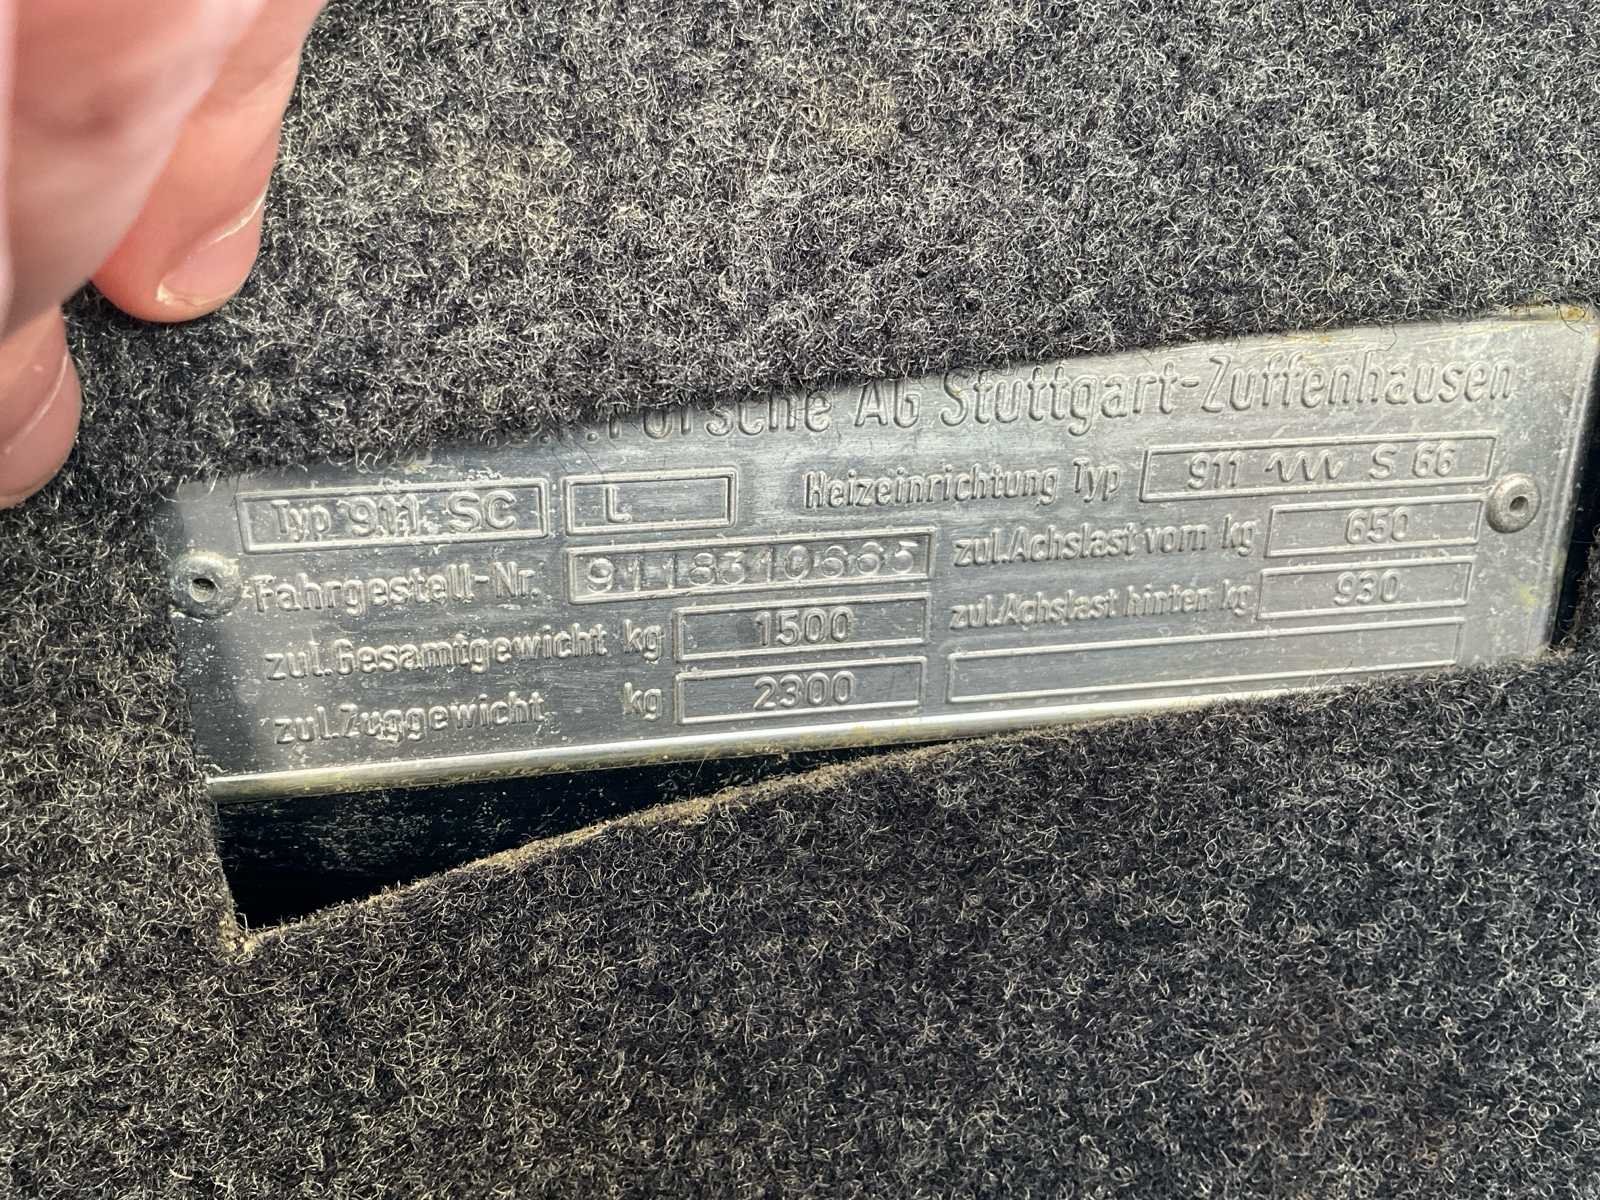 Porsche AG Stuttgart-Zuffenhausen
Typ 911 SC L Heizeinrichtung Typ 911 S 66
Fahrgestell-Nr. 9118310665 zul.Achslast vorn kg 650
zul.Gesamtgewicht kg 1500 zul.Achslast hinten kg 930
zul.Zuggewicht kg 2300